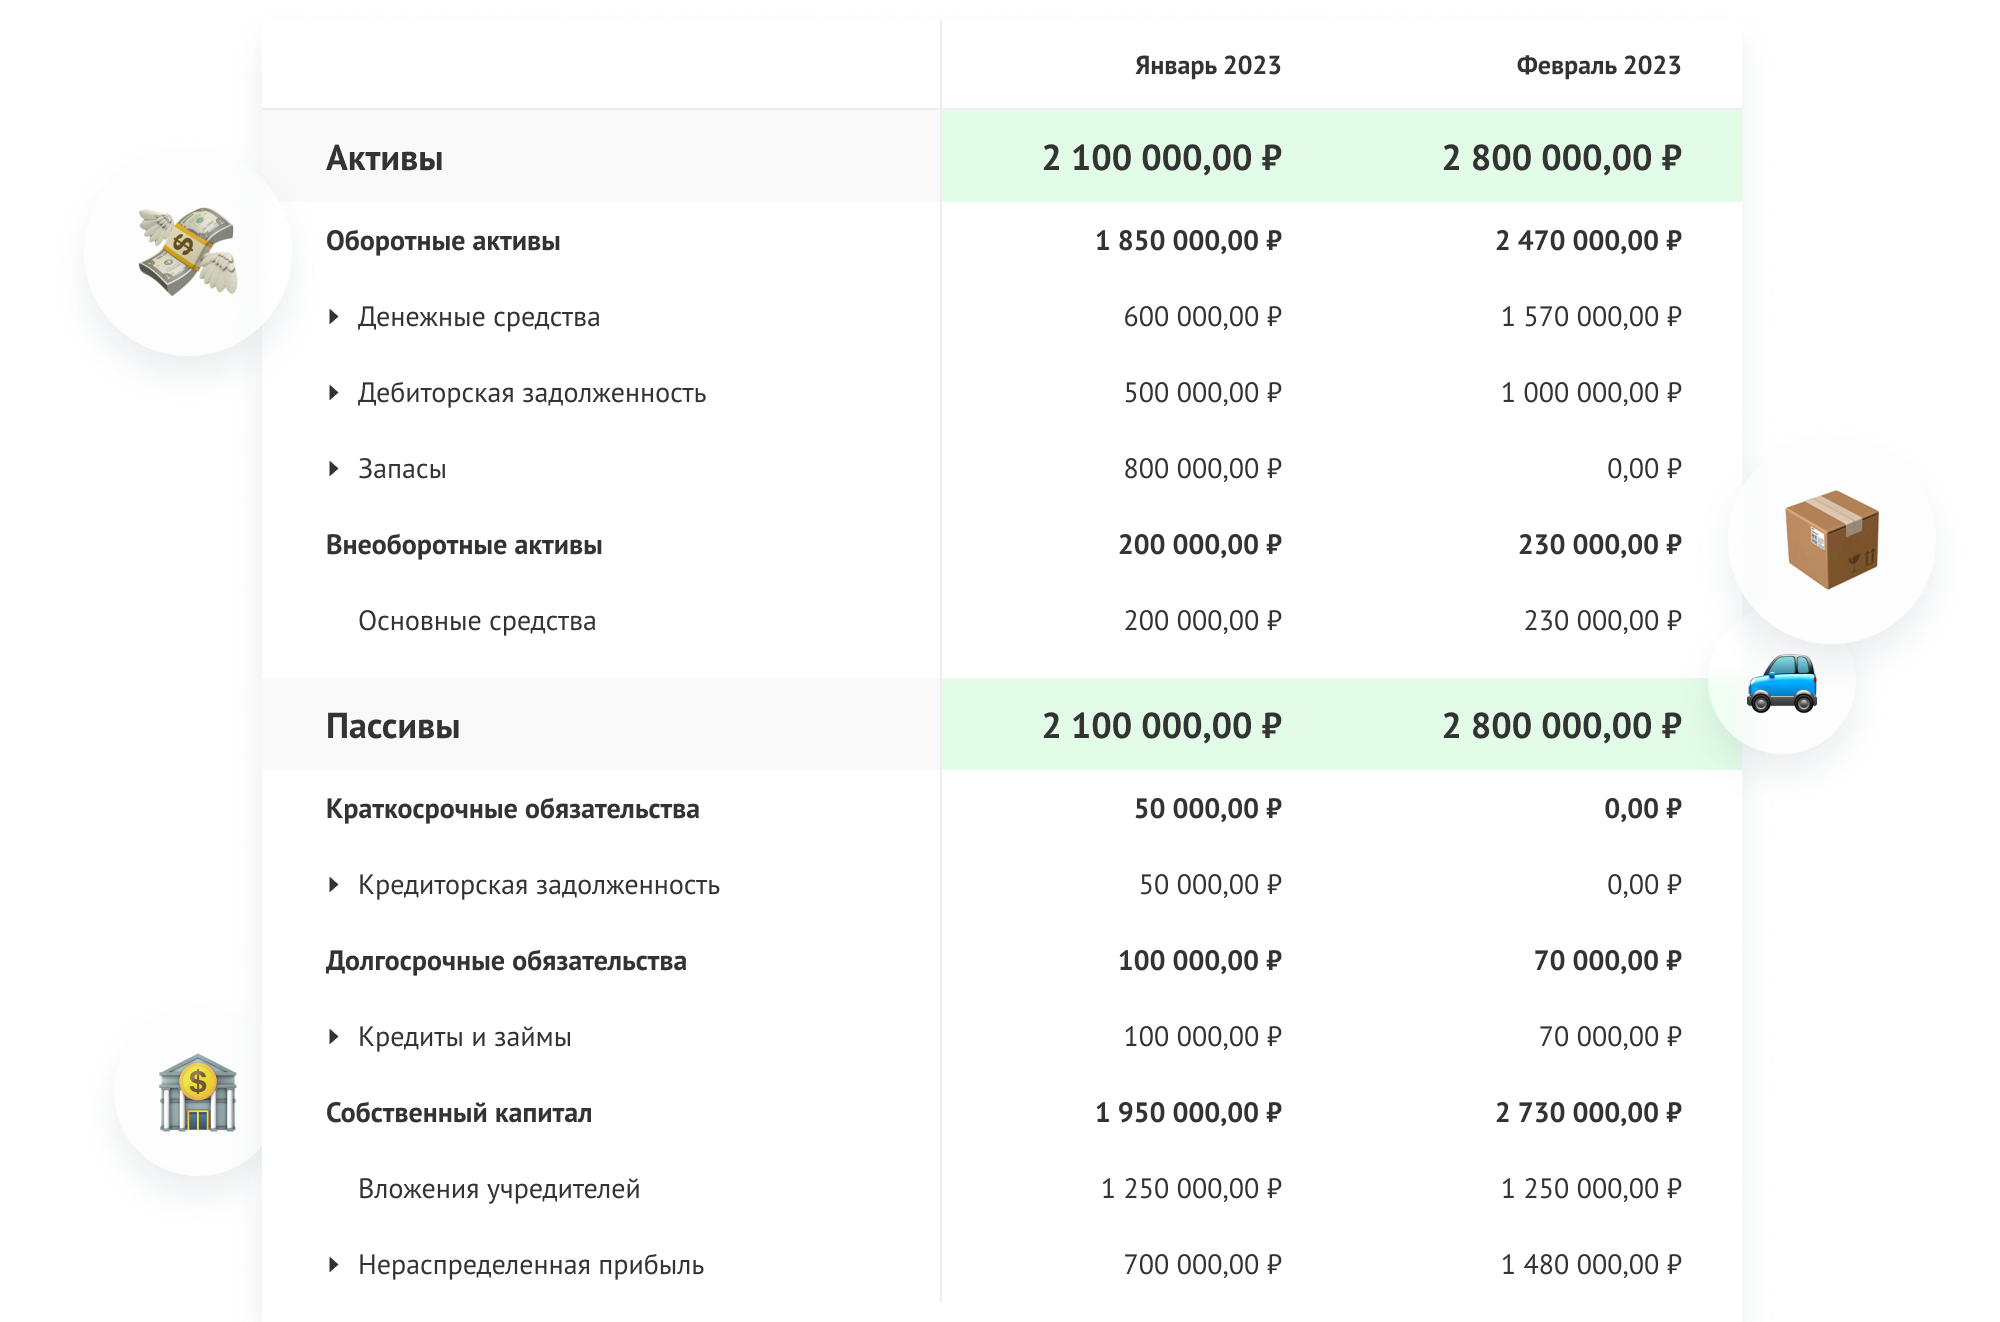 Январь 2023 Февраль 2023
Активы 2 100 000,00 ₽ 2 800 000,00 ₽
Оборотные активы 1 850 000,00 ₽ 2 470 000,00 ₽
Денежные средства 600 000,00 ₽ 1 570 000,00 ₽
Дебиторская задолженность 500 000,00 ₽ 1 000 000,00 ₽
Запасы 800 000,00 ₽ 0,00 ₽
Внеоборотные активы 200 000,00 ₽ 230 000,00 ₽
Основные средства 200 000,00 ₽ 230 000,00 ₽
Пассивы 2 100 000,00 ₽ 2 800 000,00 ₽
Краткосрочные обязательства 50 000,00 ₽ 0,00 ₽
Кредиторская задолженность 50 000,00 ₽ 0,00 ₽
Долгосрочные обязательства 100 000,00 ₽ 70 000,00 ₽
Кредиты и займы 100 000,00 ₽ 70 000,00 ₽
Собственный капитал 1 950 000,00 ₽ 2 730 000,00 ₽
Вложения учредителей 1 250 000,00 ₽ 1 250 000,00 ₽
Нераспределенная прибыль 700 000,00 ₽ 1 480 000,00 ₽